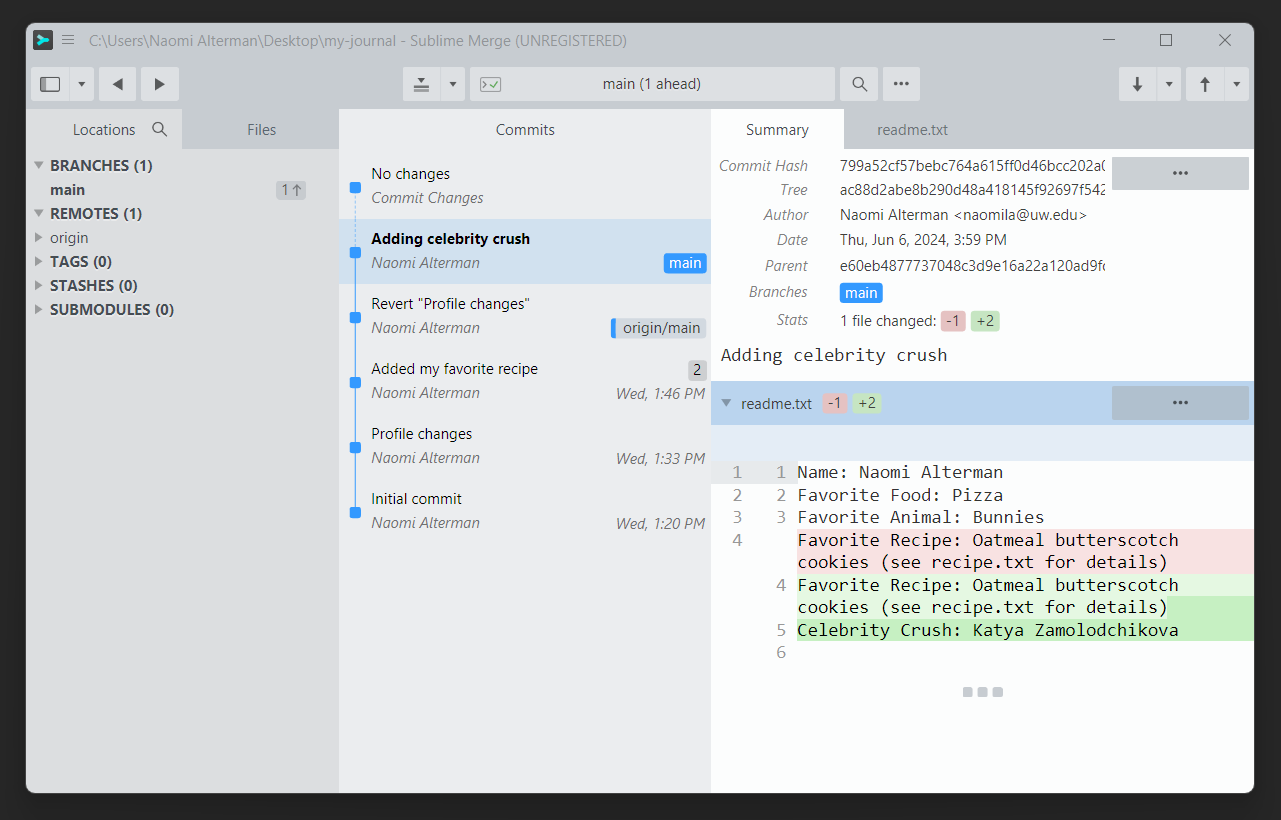 C:\Users\Naomi Alterman\Desktop\my-journal - Sublime Merge (UNREGISTERED)
main (1 ahead)
Locations
Files
BRANCHES (1)
main 1↑
REMOTES (1)
origin
TAGS (0)
STASHES (0)
SUBMODULES (0)
Commits
No changes
Commit Changes
Adding celebrity crush
Naomi Alterman main
Revert "Profile changes"
Naomi Alterman origin/main
Added my favorite recipe 2
Naomi Alterman Wed, 1:46 PM
Profile changes
Naomi Alterman Wed, 1:33 PM
Initial commit
Naomi Alterman Wed, 1:20 PM
Summary
readme.txt
Commit Hash 799a52cf57bebc764a615ff0d46bcc202a0
Tree ac88d2abe8b290d48a418145f92697f542
Author Naomi Alterman <naomila@uw.edu>
Date Thu, Jun 6, 2024, 3:59 PM
Parent e60eb4877737048c3d9e16a22a120ad9fc
Branches main
Stats 1 file changed: -1 +2
Adding celebrity crush
readme.txt -1 +2
1 1 Name: Naomi Alterman
2 2 Favorite Food: Pizza
3 3 Favorite Animal: Bunnies
4 Favorite Recipe: Oatmeal butterscotch
cookies (see recipe.txt for details)
4 Favorite Recipe: Oatmeal butterscotch
cookies (see recipe.txt for details)
5 Celebrity Crush: Katya Zamolodchikova
6